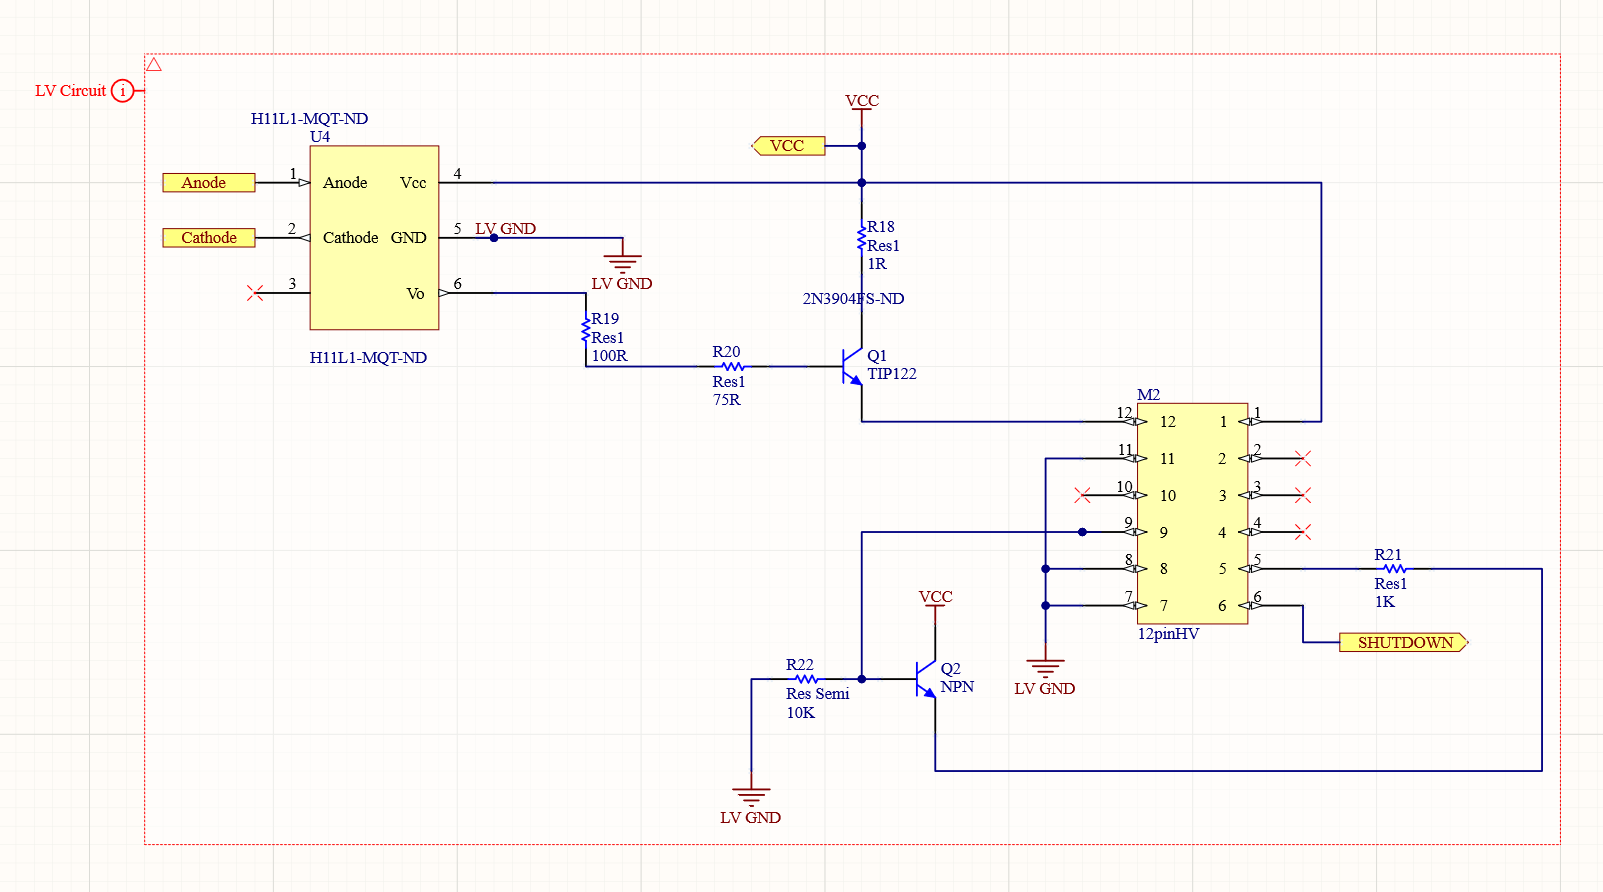 LV Circuit i
H11L1-MQT-ND
U4
Anode
1
Anode
Vcc
4
Cathode
2
Cathode
GND
5
LV GND
LV GND
3
Vo
6
H11L1-MQT-ND
VCC
VCC
R18
Res1
1R
2N3904FS-ND
R19
Res1
100R
R20
Res1
75R
Q1
TIP122
M2
12
12
1
1
11
11
2
2
10
10
3
3
9
9
4
4
8
8
5
5
7
7
6
6
12pinHV
R21
Res1
1K
SHUTDOWN
LV GND
VCC
Q2
NPN
R22
Res Semi
10K
LV GND